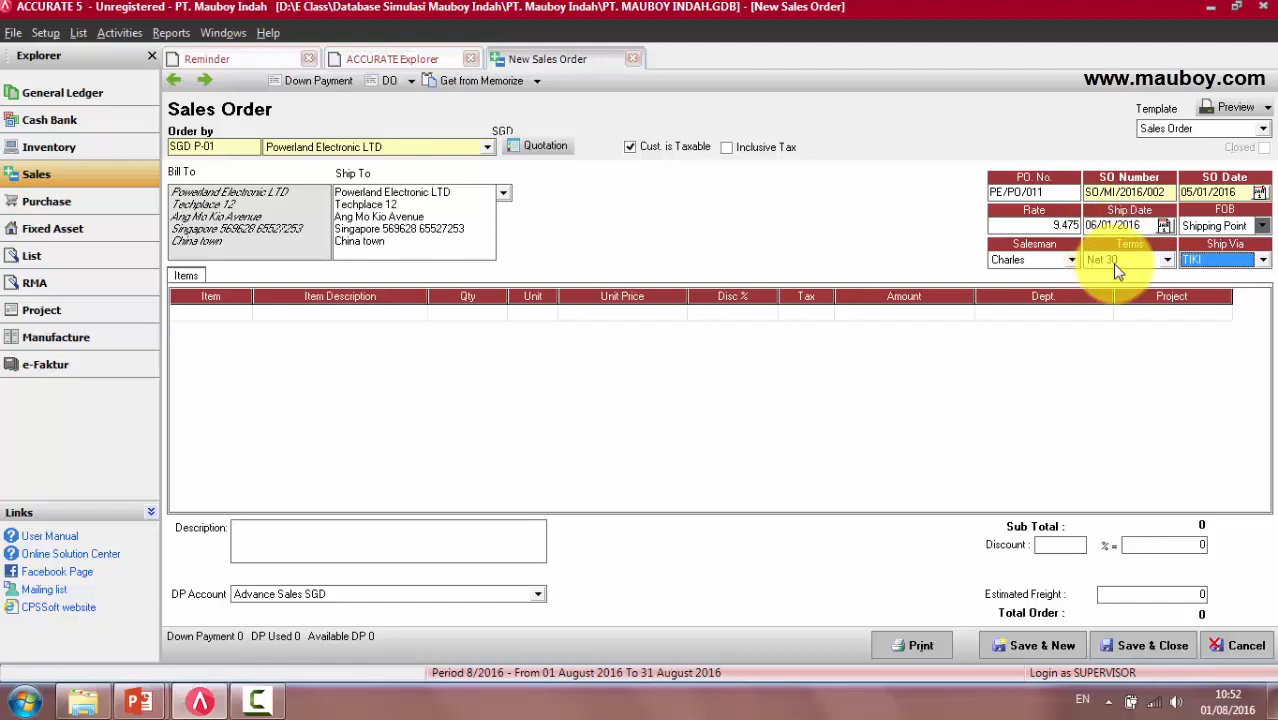 ACCURATE 5 - Unregistered - PT. Mauboy Indah [D:\E Class\Database Simulasi Mauboy Indah\PT. Mauboy Indah\PT. MAUBOY INDAH.GDB] - [New Sales Order]
File Setup List Activities Reports Windows Help
Explorer
Reminder ACCURATE Explorer New Sales Order
Down Payment DO Get from Memorize
www.mauboy.com
General Ledger
Cash Bank
Inventory
Sales
Purchase
Fixed Asset
List
RMA
Project
Manufacture
e-Faktur
Sales Order
Template Preview
Sales Order
Closed
Order by SGD
SGD P-01 Powerland Electronic LTD Quotation Cust. is Taxable Inclusive Tax
Bill To Ship To
Powerland Electronic LTD
Techplace 12
Ang Mo Kio Avenue
Singapore 569628 65527253
China town
Powerland Electronic LTD
Techplace 12
Ang Mo Kio Avenue
Singapore 569627 65527253
China town
PO. No. SO Number SO Date
PE/PO/011 SO/MI/2016/002 05/01/2016
Rate Ship Date FOB
9.475 06/01/2016 Shipping Point
Salesman Terms Ship Via
Charles Net 30 TIKI
Items
Item Item Description Qty Unit Unit Price Disc % Tax Amount Dept. Project
Links
User Manual
Online Solution Center
Facebook Page
Mailing list
CPSSoft website
Description:
Sub Total : 0
Discount : % = 0
DP Account Advance Sales SGD
Estimated Freight : 0
Total Order : 0
Down Payment 0 DP Used 0 Available DP 0
Print Save & New Save & Close Cancel
Period 8/2016 - From 01 August 2016 To 31 August 2016 Login as SUPERVISOR
EN 10:52
01/08/2016